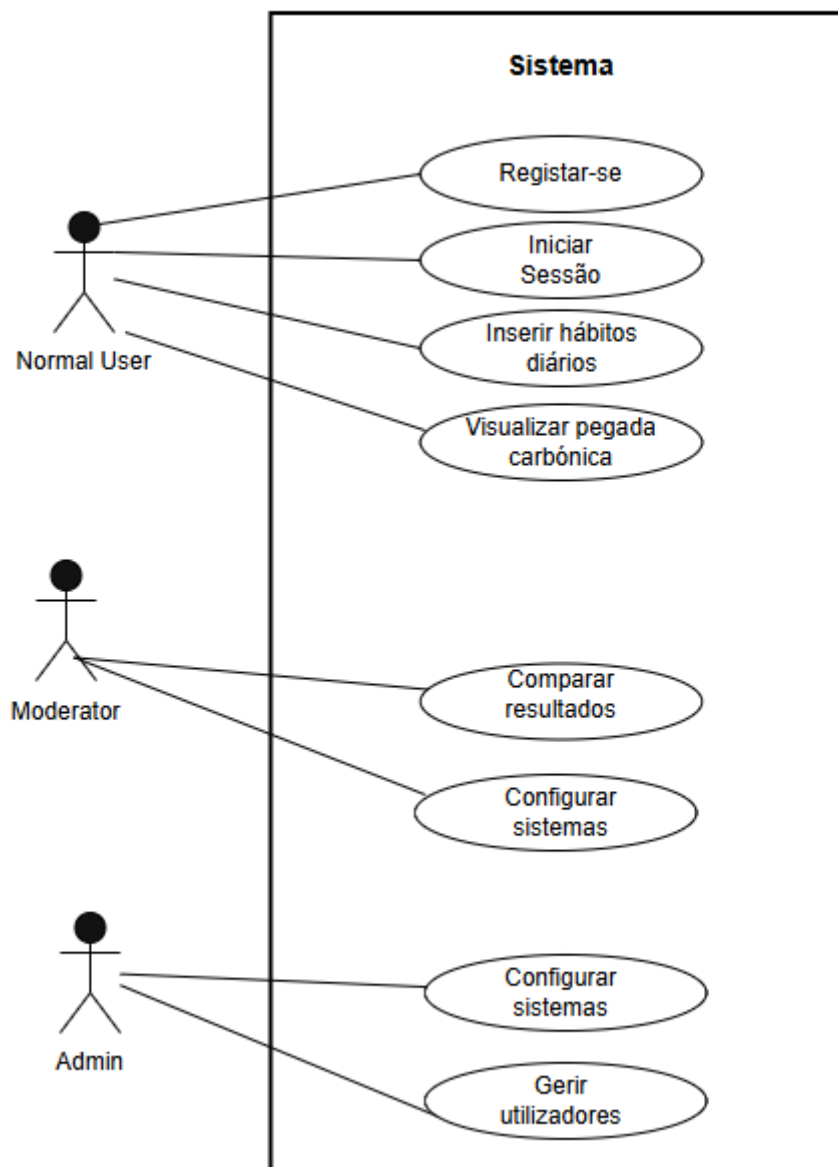 Sistema
Registar-se
Iniciar
Sessão
Inserir hábitos
diários
Normal User
Visualizar pegada
carbónica
Comparar
resultados
Moderator
Configurar
sistemas
Configurar
sistemas
Admin
Gerir
utilizadores